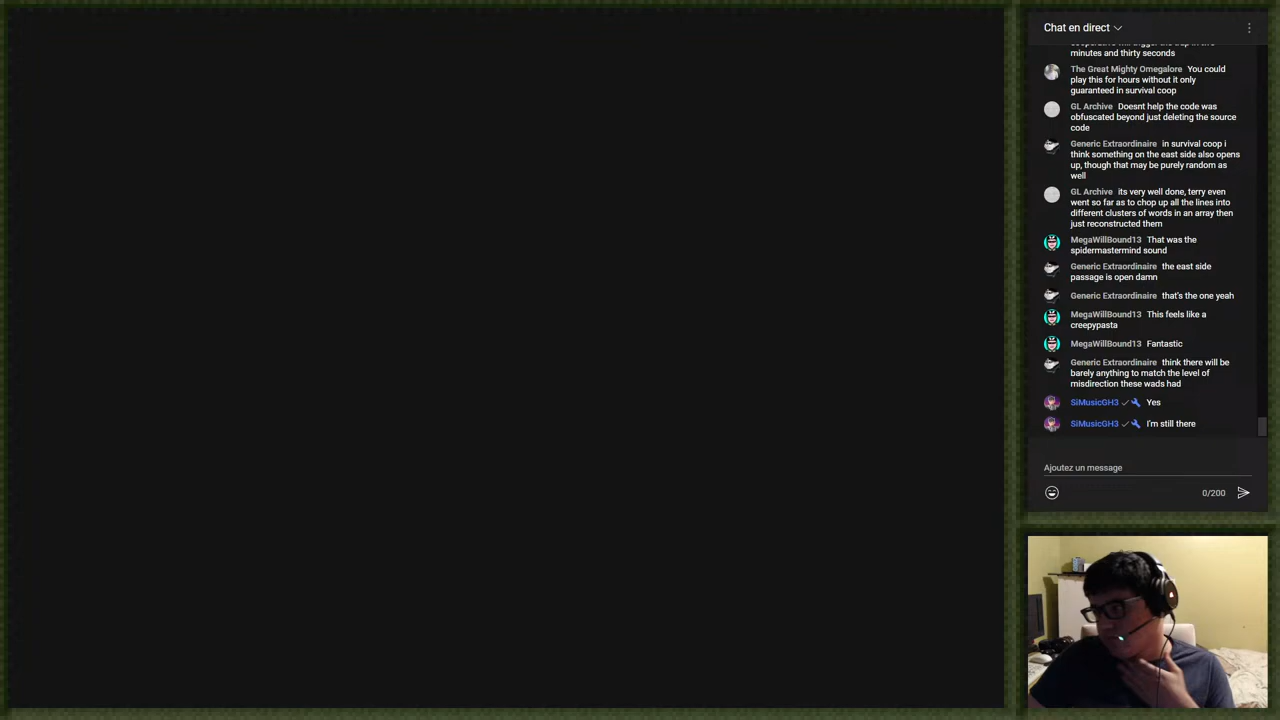 Chat en direct
minutes and thirty seconds
The Great Mighty Omegalore You could
play this for hours without it only
guaranteed in survival coop
GL Archive Doesnt help the code was
obfuscated beyond just deleting the source
code
Generic Extraordinaire in survival coop i
think something on the east side also opens
up, though that may be purely random as
well
GL Archive its very well done, terry even
went so far as to chop up all the lines into
different clusters of words in an array then
just reconstructed them
MegaWillBound13 That was the
spidermastermind sound
Generic Extraordinaire the east side
passage is open damn
Generic Extraordinaire that's the one yeah
MegaWillBound13 This feels like a
creepypasta
MegaWillBound13 Fantastic
Generic Extraordinaire think there will be
barely anything to match the level of
misdirection these wads had
SiMusicGH3 Yes
SiMusicGH3 I'm still there
Ajoutez un message
0/200